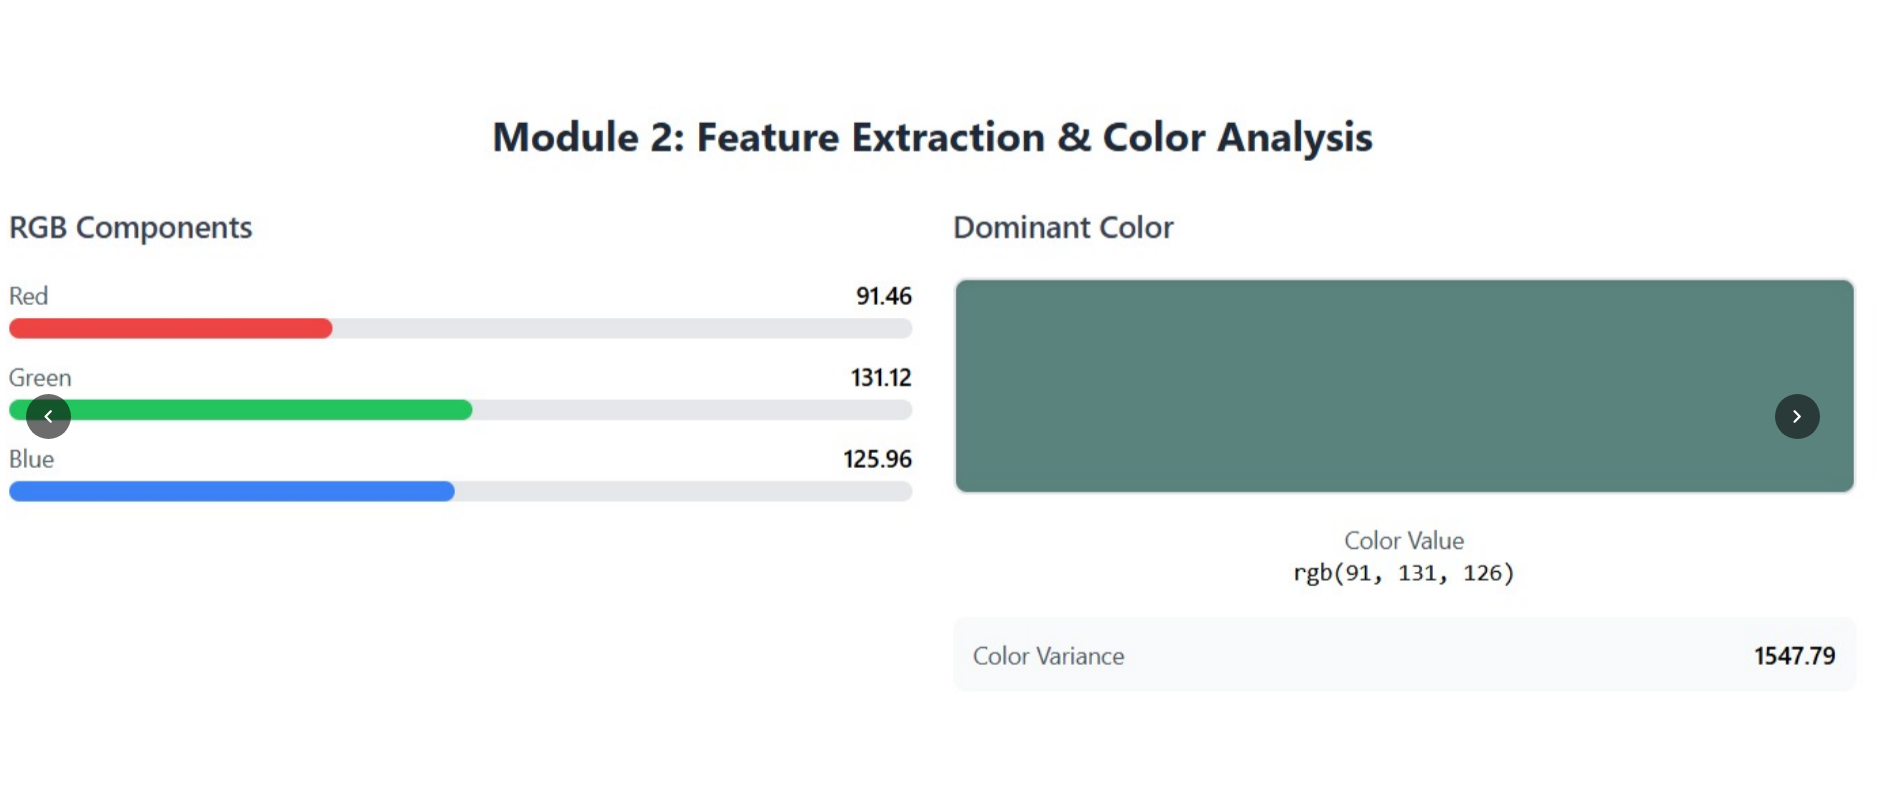 Module 2: Feature Extraction & Color Analysis
RGB Components
Red 91.46
Green 131.12
Blue 125.96
Dominant Color
Color Value
rgb(91, 131, 126)
Color Variance 1547.79